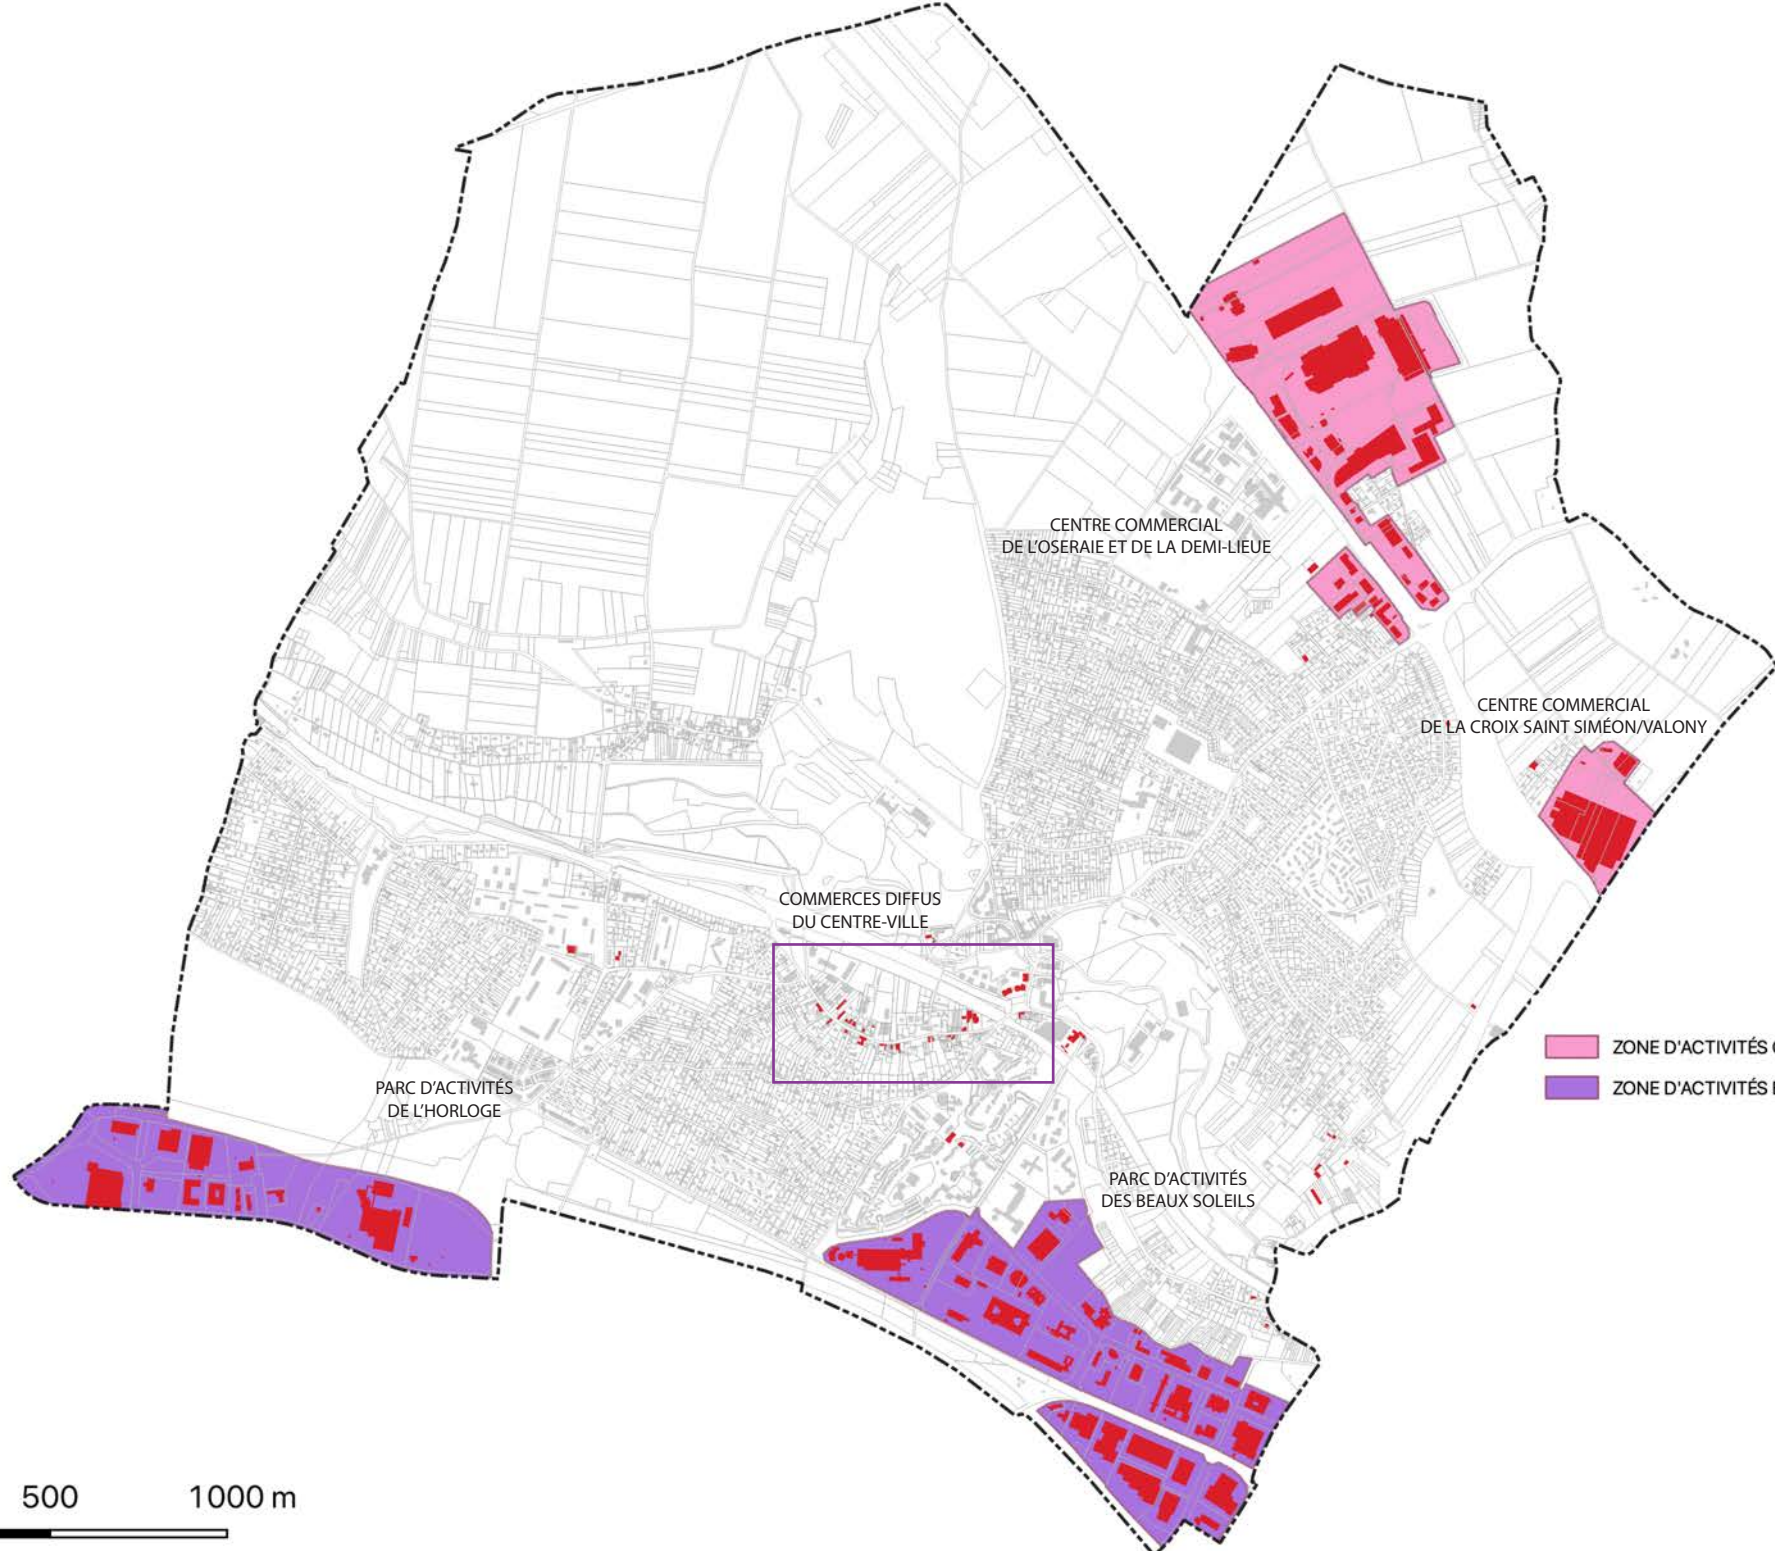 CENTRE COMMERCIAL
DE L'OSERAIE ET DE LA DEMI-LIEUE
CENTRE COMMERCIAL
DE LA CROIX SAINT SIMÉON/VALONY
COMMERCES DIFFUS
DU CENTRE-VILLE
ZONE D'ACTIVITÉS
ZONE D'ACTIVITÉS
PARC D'ACTIVITÉS
DE L'HORLOGE
PARC D'ACTIVITÉS
DES BEAUX SOLEILS
500 1000 m